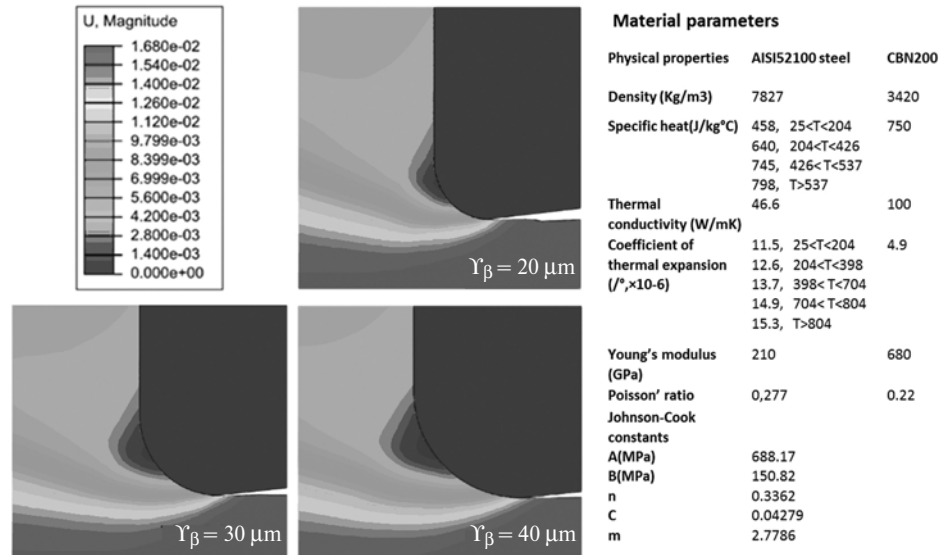 U, Magnitude
1.680e-02
1.540e-02
1.400e-02
1.260e-02
1.120e-02
9.799e-03
8.399e-03
6.999e-03
5.600e-03
4.200e-03
2.800e-03
1.400e-03
0.000e+00
ϒβ = 20 μm
ϒβ = 30 μm
ϒβ = 40 μm
Material parameters
Physical properties AISI52100 steel CBN200
Density (Kg/m3) 7827 3420
Specific heat(J/kg°C) 458, 25<T<204 750
640, 204<T<426
745, 426<T<537
798, T>537
Thermal 46.6 100
conductivity (W/mK)
Coefficient of 11.5, 25<T<204 4.9
thermal expansion 12.6, 204<T<398
(/°,×10-6) 13.7, 398<T<704
14.9, 704<T<804
15.3, T>804
Young's modulus 210 680
(GPa)
Poisson' ratio 0,277 0.22
Johnson-Cook
constants
A(MPa) 688.17
B(MPa) 150.82
n 0.3362
C 0.04279
m 2.7786